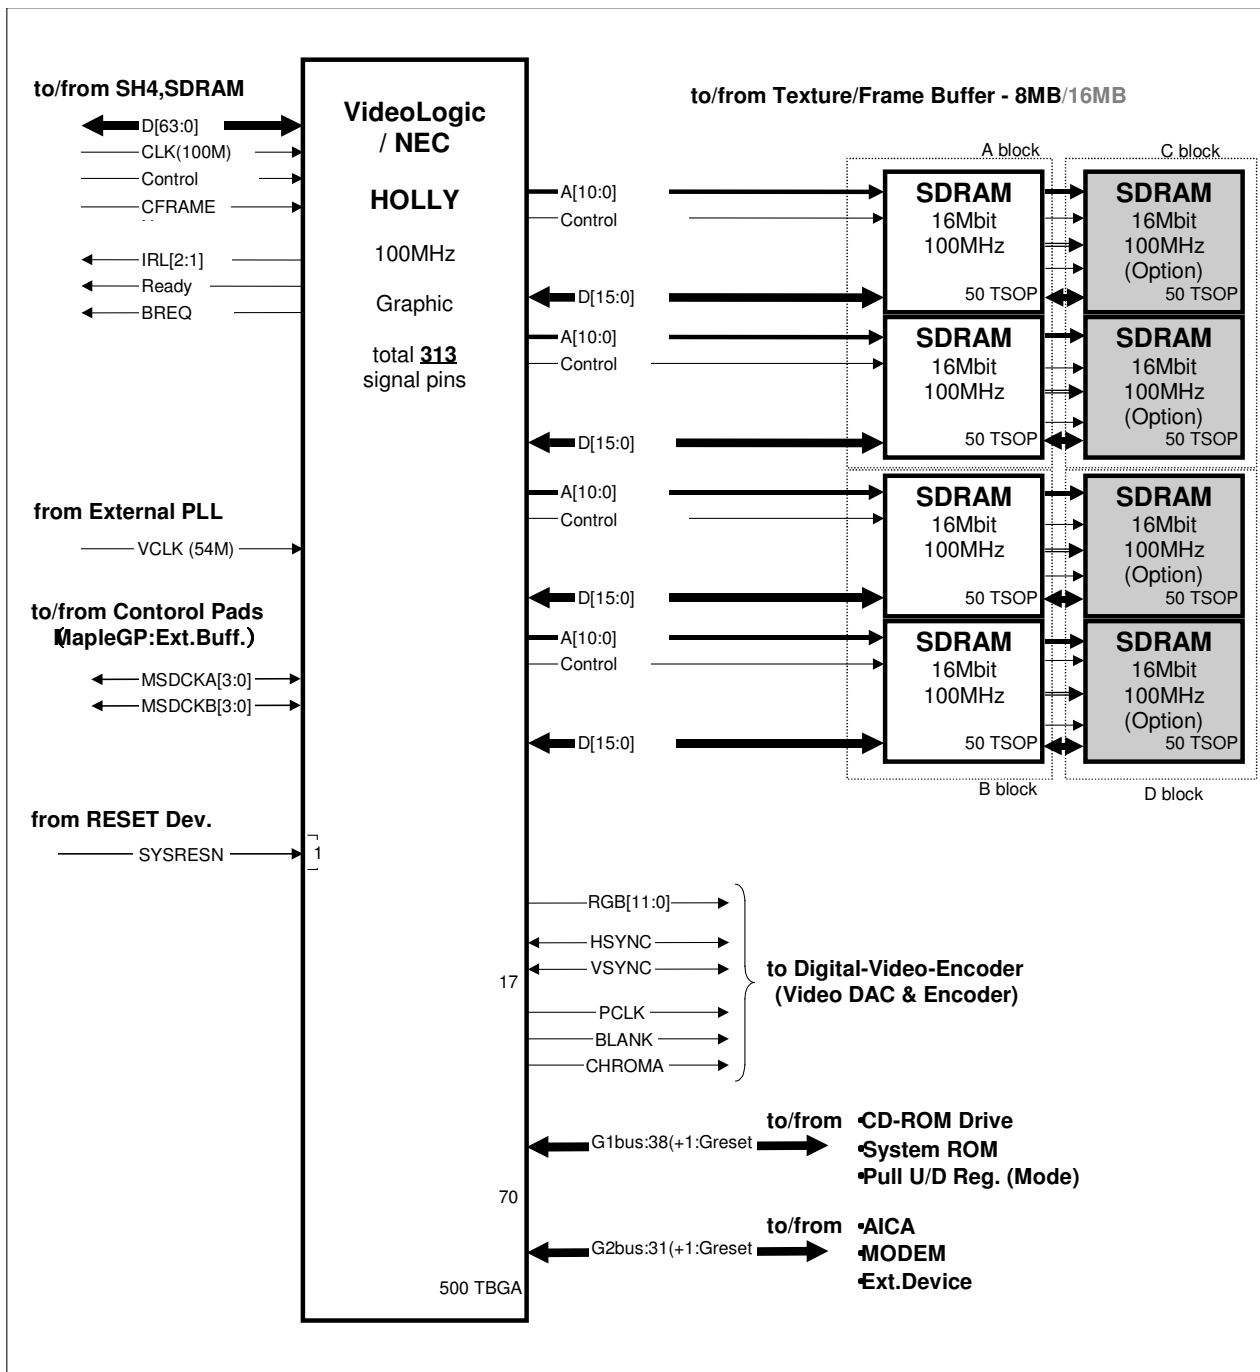 to/from SH4,SDRAM
D[63:0]
CLK(100M)
Control
CFRAME
IRL[2:1]
Ready
BREQ
from External PLL
VCLK (54M)
to/from Contorol Pads
(MapleGP:Ext.Buff.)
MSDCKA[3:0]
MSDCKB[3:0]
from RESET Dev.
SYSRESN
1
VideoLogic
/ NEC
HOLLY
100MHz
Graphic
total 313
signal pins
17
70
500 TBGA
to/from Texture/Frame Buffer - 8MB/16MB
A block
C block
A[10:0]
Control
D[15:0]
SDRAM
16Mbit
100MHz
50 TSOP
SDRAM
16Mbit
100MHz
(Option)
50 TSOP
A[10:0]
Control
D[15:0]
SDRAM
16Mbit
100MHz
50 TSOP
SDRAM
16Mbit
100MHz
(Option)
50 TSOP
A[10:0]
Control
D[15:0]
SDRAM
16Mbit
100MHz
50 TSOP
SDRAM
16Mbit
100MHz
(Option)
50 TSOP
A[10:0]
Control
D[15:0]
SDRAM
16Mbit
100MHz
50 TSOP
SDRAM
16Mbit
100MHz
(Option)
50 TSOP
B block
D block
RGB[11:0]
HSYNC
VSYNC
PCLK
BLANK
CHROMA
to Digital-Video-Encoder
(Video DAC & Encoder)
G1bus:38(+1:Greset
to/from •CD-ROM Drive
•System ROM
•Pull U/D Reg. (Mode)
G2bus:31(+1:Greset
to/from •AICA
•MODEM
•Ext.Device